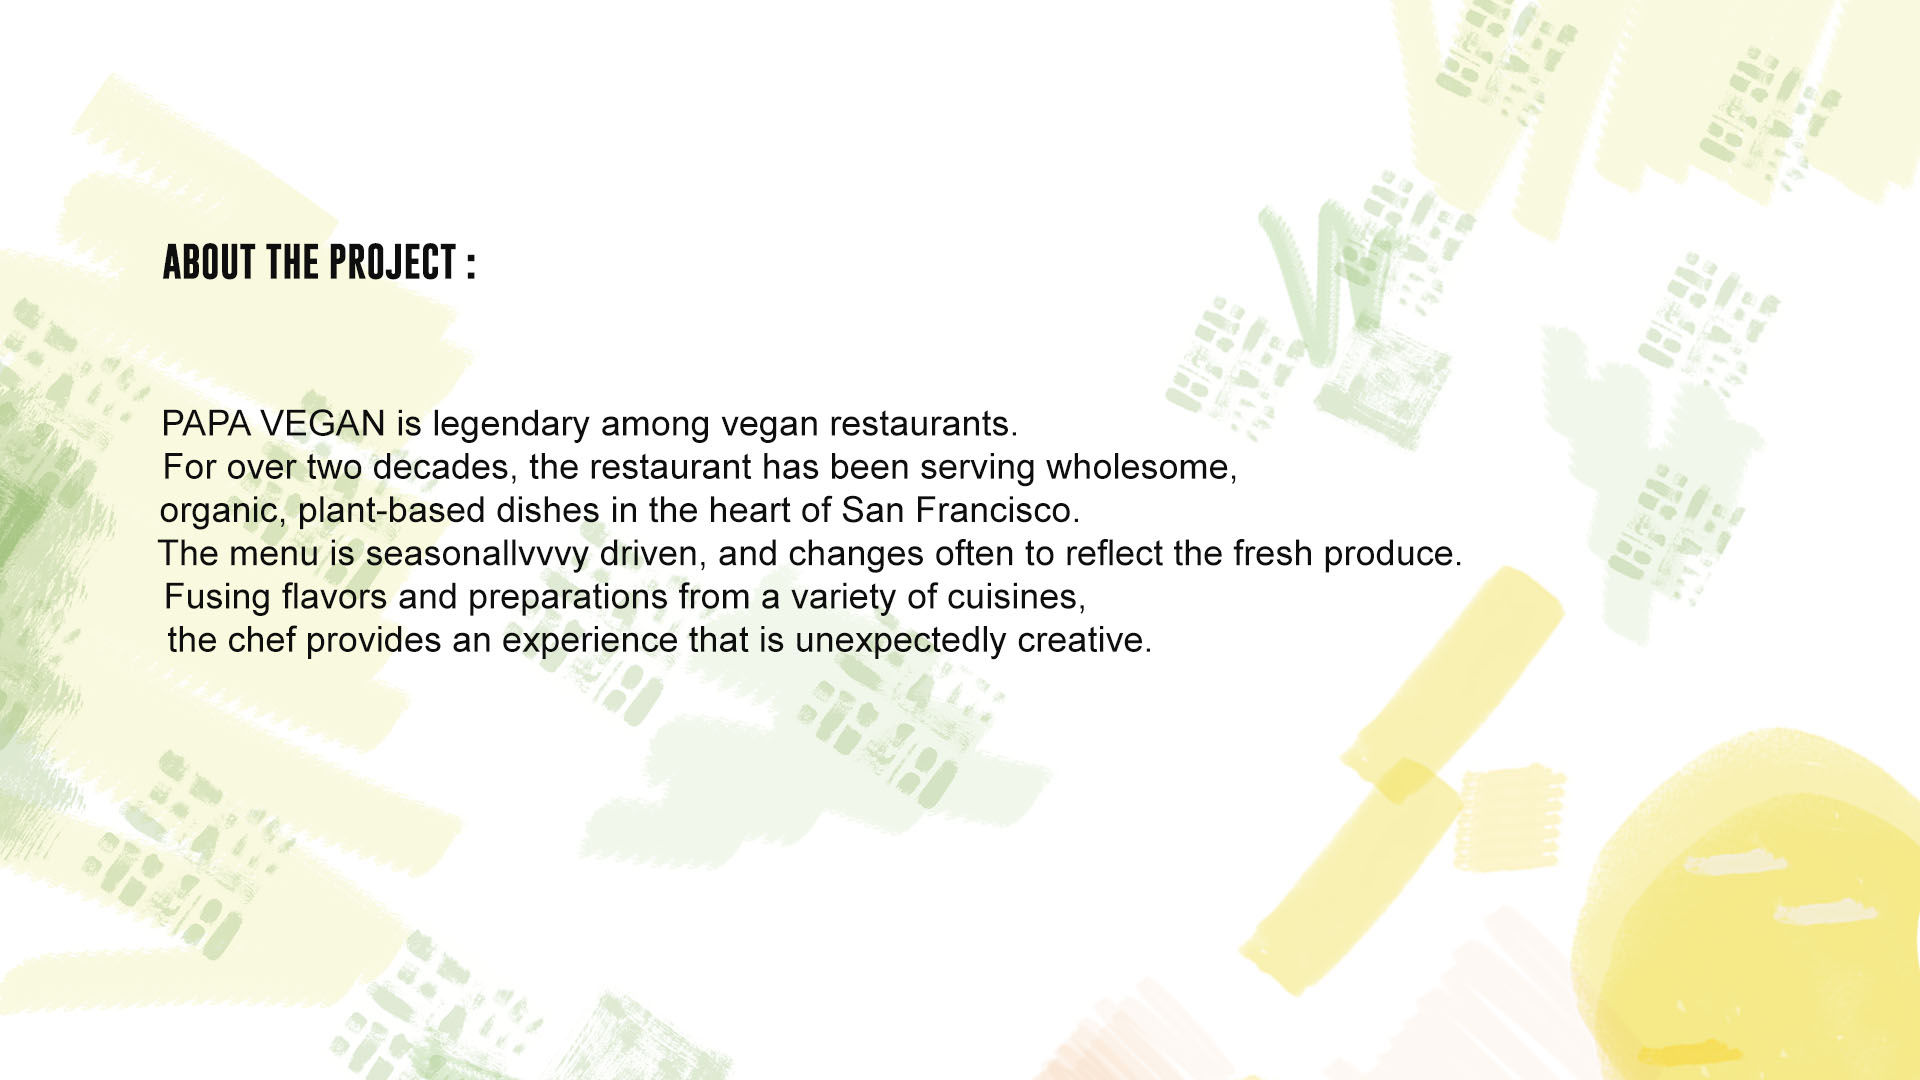 ABOUT THE PROJECT :
PAPA VEGAN is legendary among vegan restaurants.
For over two decades, the restaurant has been serving wholesome,
organic, plant-based dishes in the heart of San Francisco.
The menu is seasonallvvvy driven, and changes often to reflect the fresh produce.
Fusing flavors and preparations from a variety of cuisines,
the chef provides an experience that is unexpectedly creative.